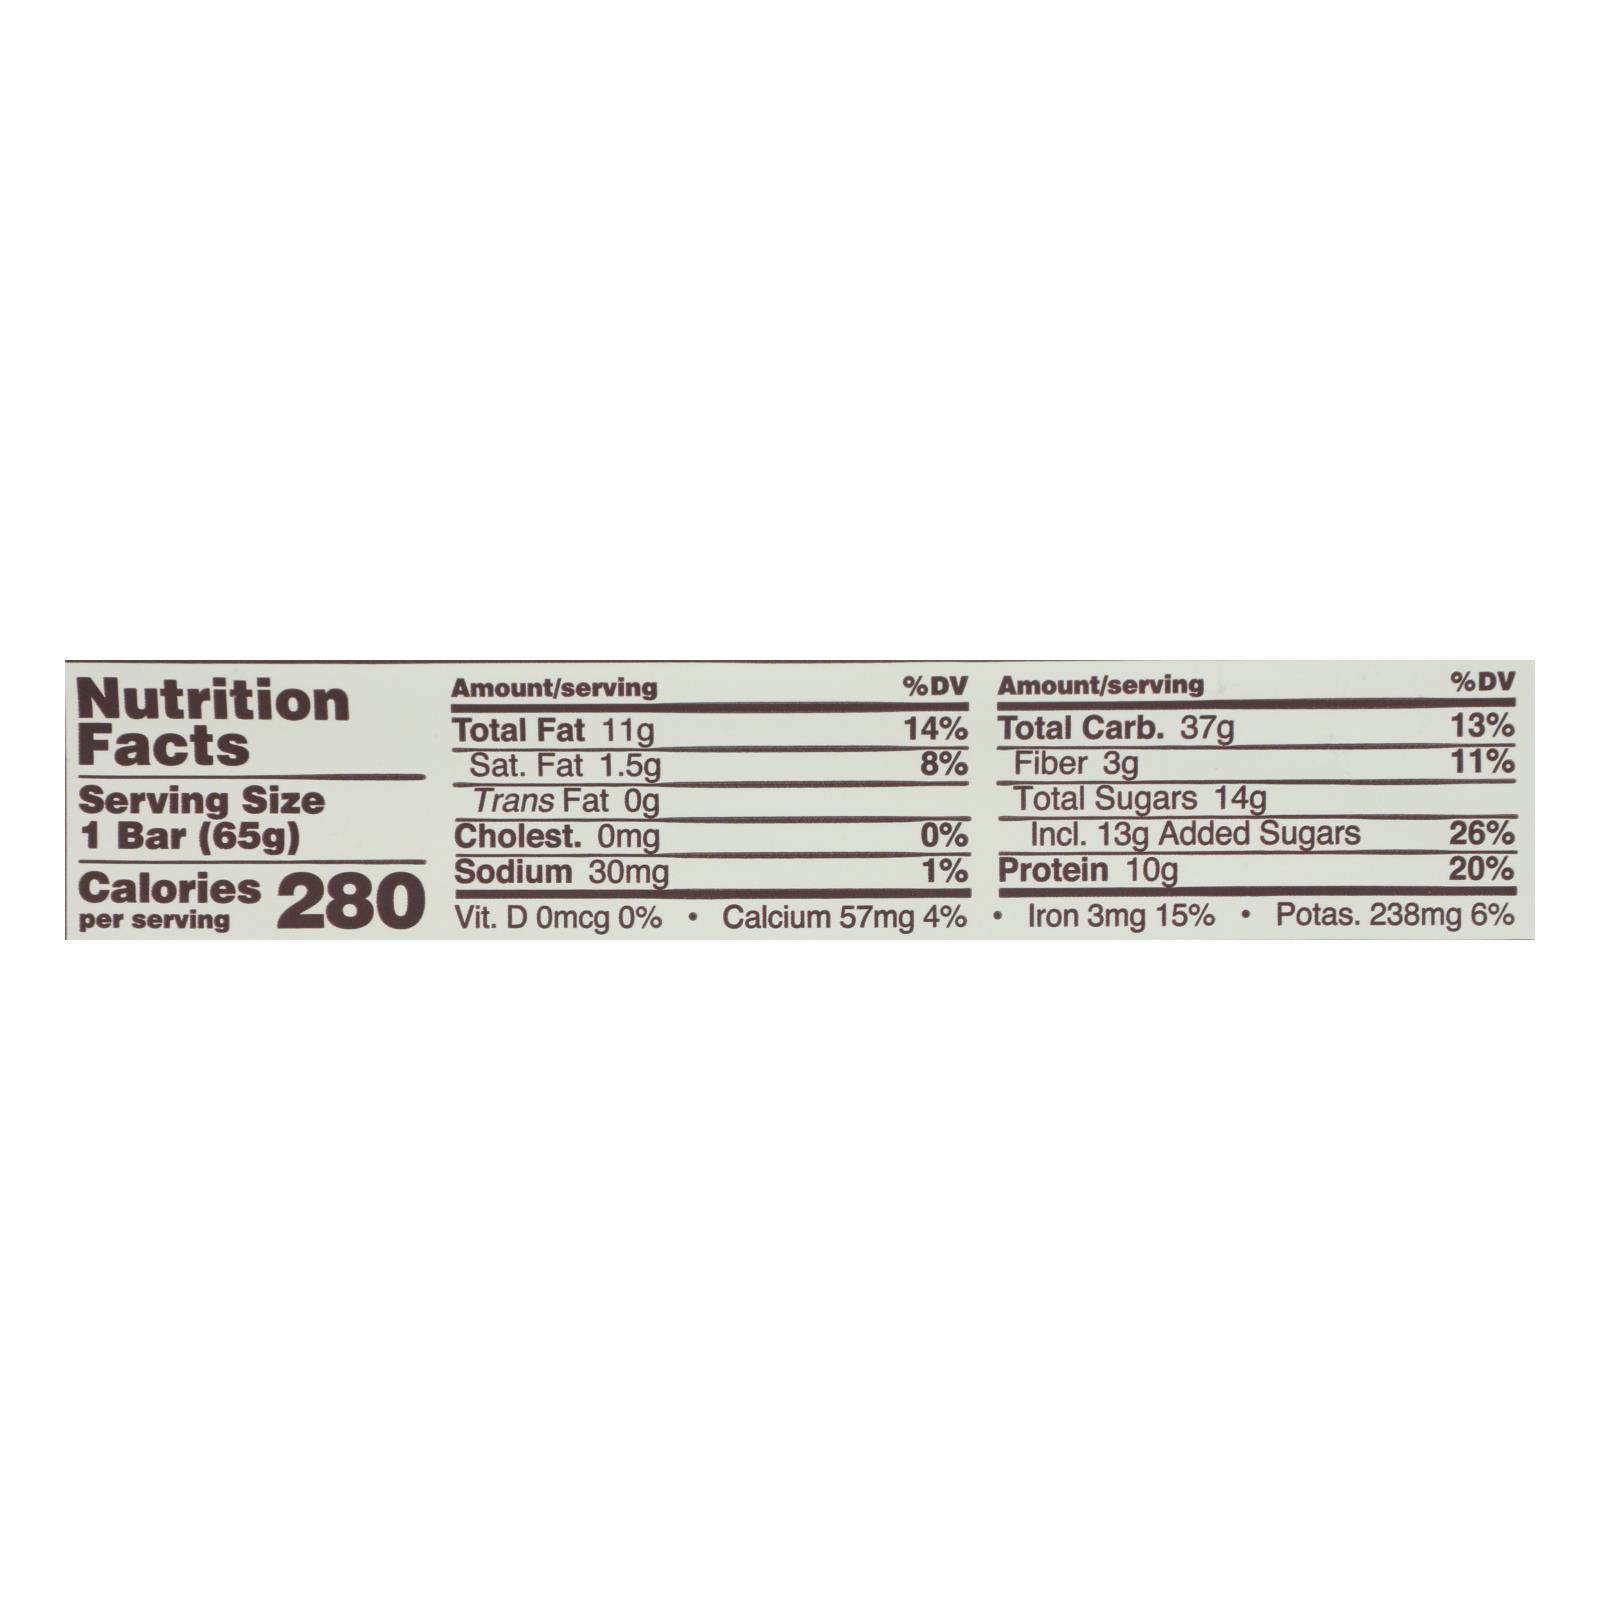 Nutrition
Facts
Serving Size
1 Bar (65g)
Calories 280
per serving
Amount/serving %DV
Total Fat 11g 14%
Sat. Fat 1.5g 8%
Trans Fat 0g
Cholest. 0mg 0%
Sodium 30mg 1%
Amount/serving %DV
Total Carb. 37g 13%
Fiber 3g 11%
Total Sugars 14g
Incl. 13g Added Sugars 26%
Protein 10g 20%
Vit. D 0mcg 0% • Calcium 57mg 4% • Iron 3mg 15% • Potas. 238mg 6%